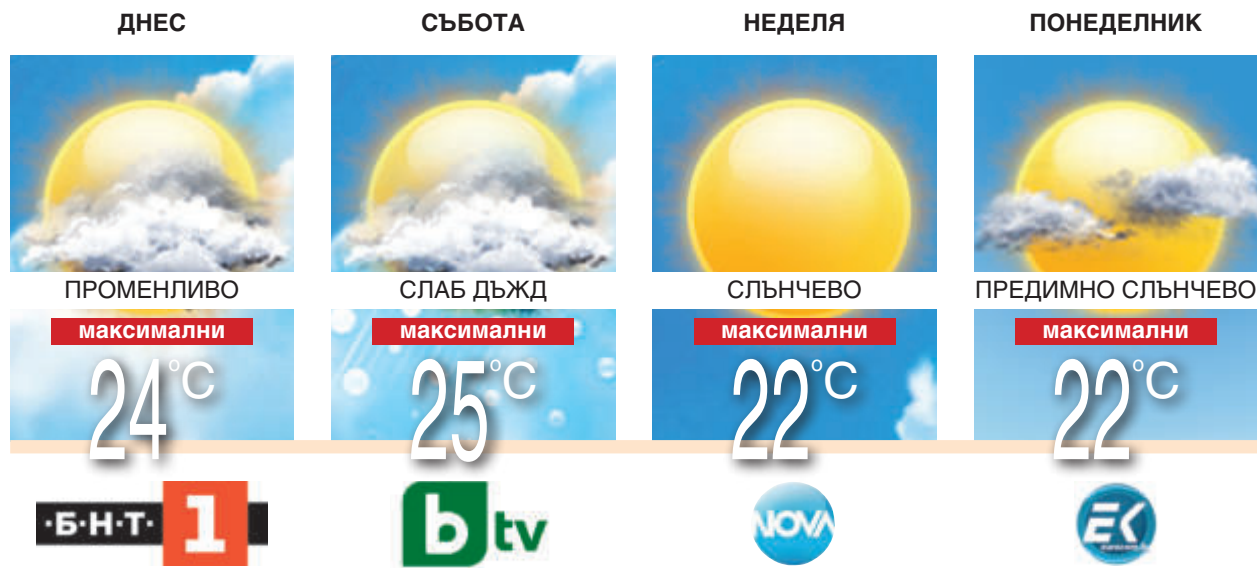 ДНЕС
СЪБОТА
НЕДЕЛЯ
ПОНЕДЕЛНИК
ПРОМЕНЛИВО
СЛАБ ДЪЖД
СЛЪНЧЕВО
ПРЕДИМНО СЛЪНЧЕВО
максимални
максимални
максимални
максимални
24°C
25°C
22°C
22°C
·Б·Н·Т· 1
b tv
NOVA
EK